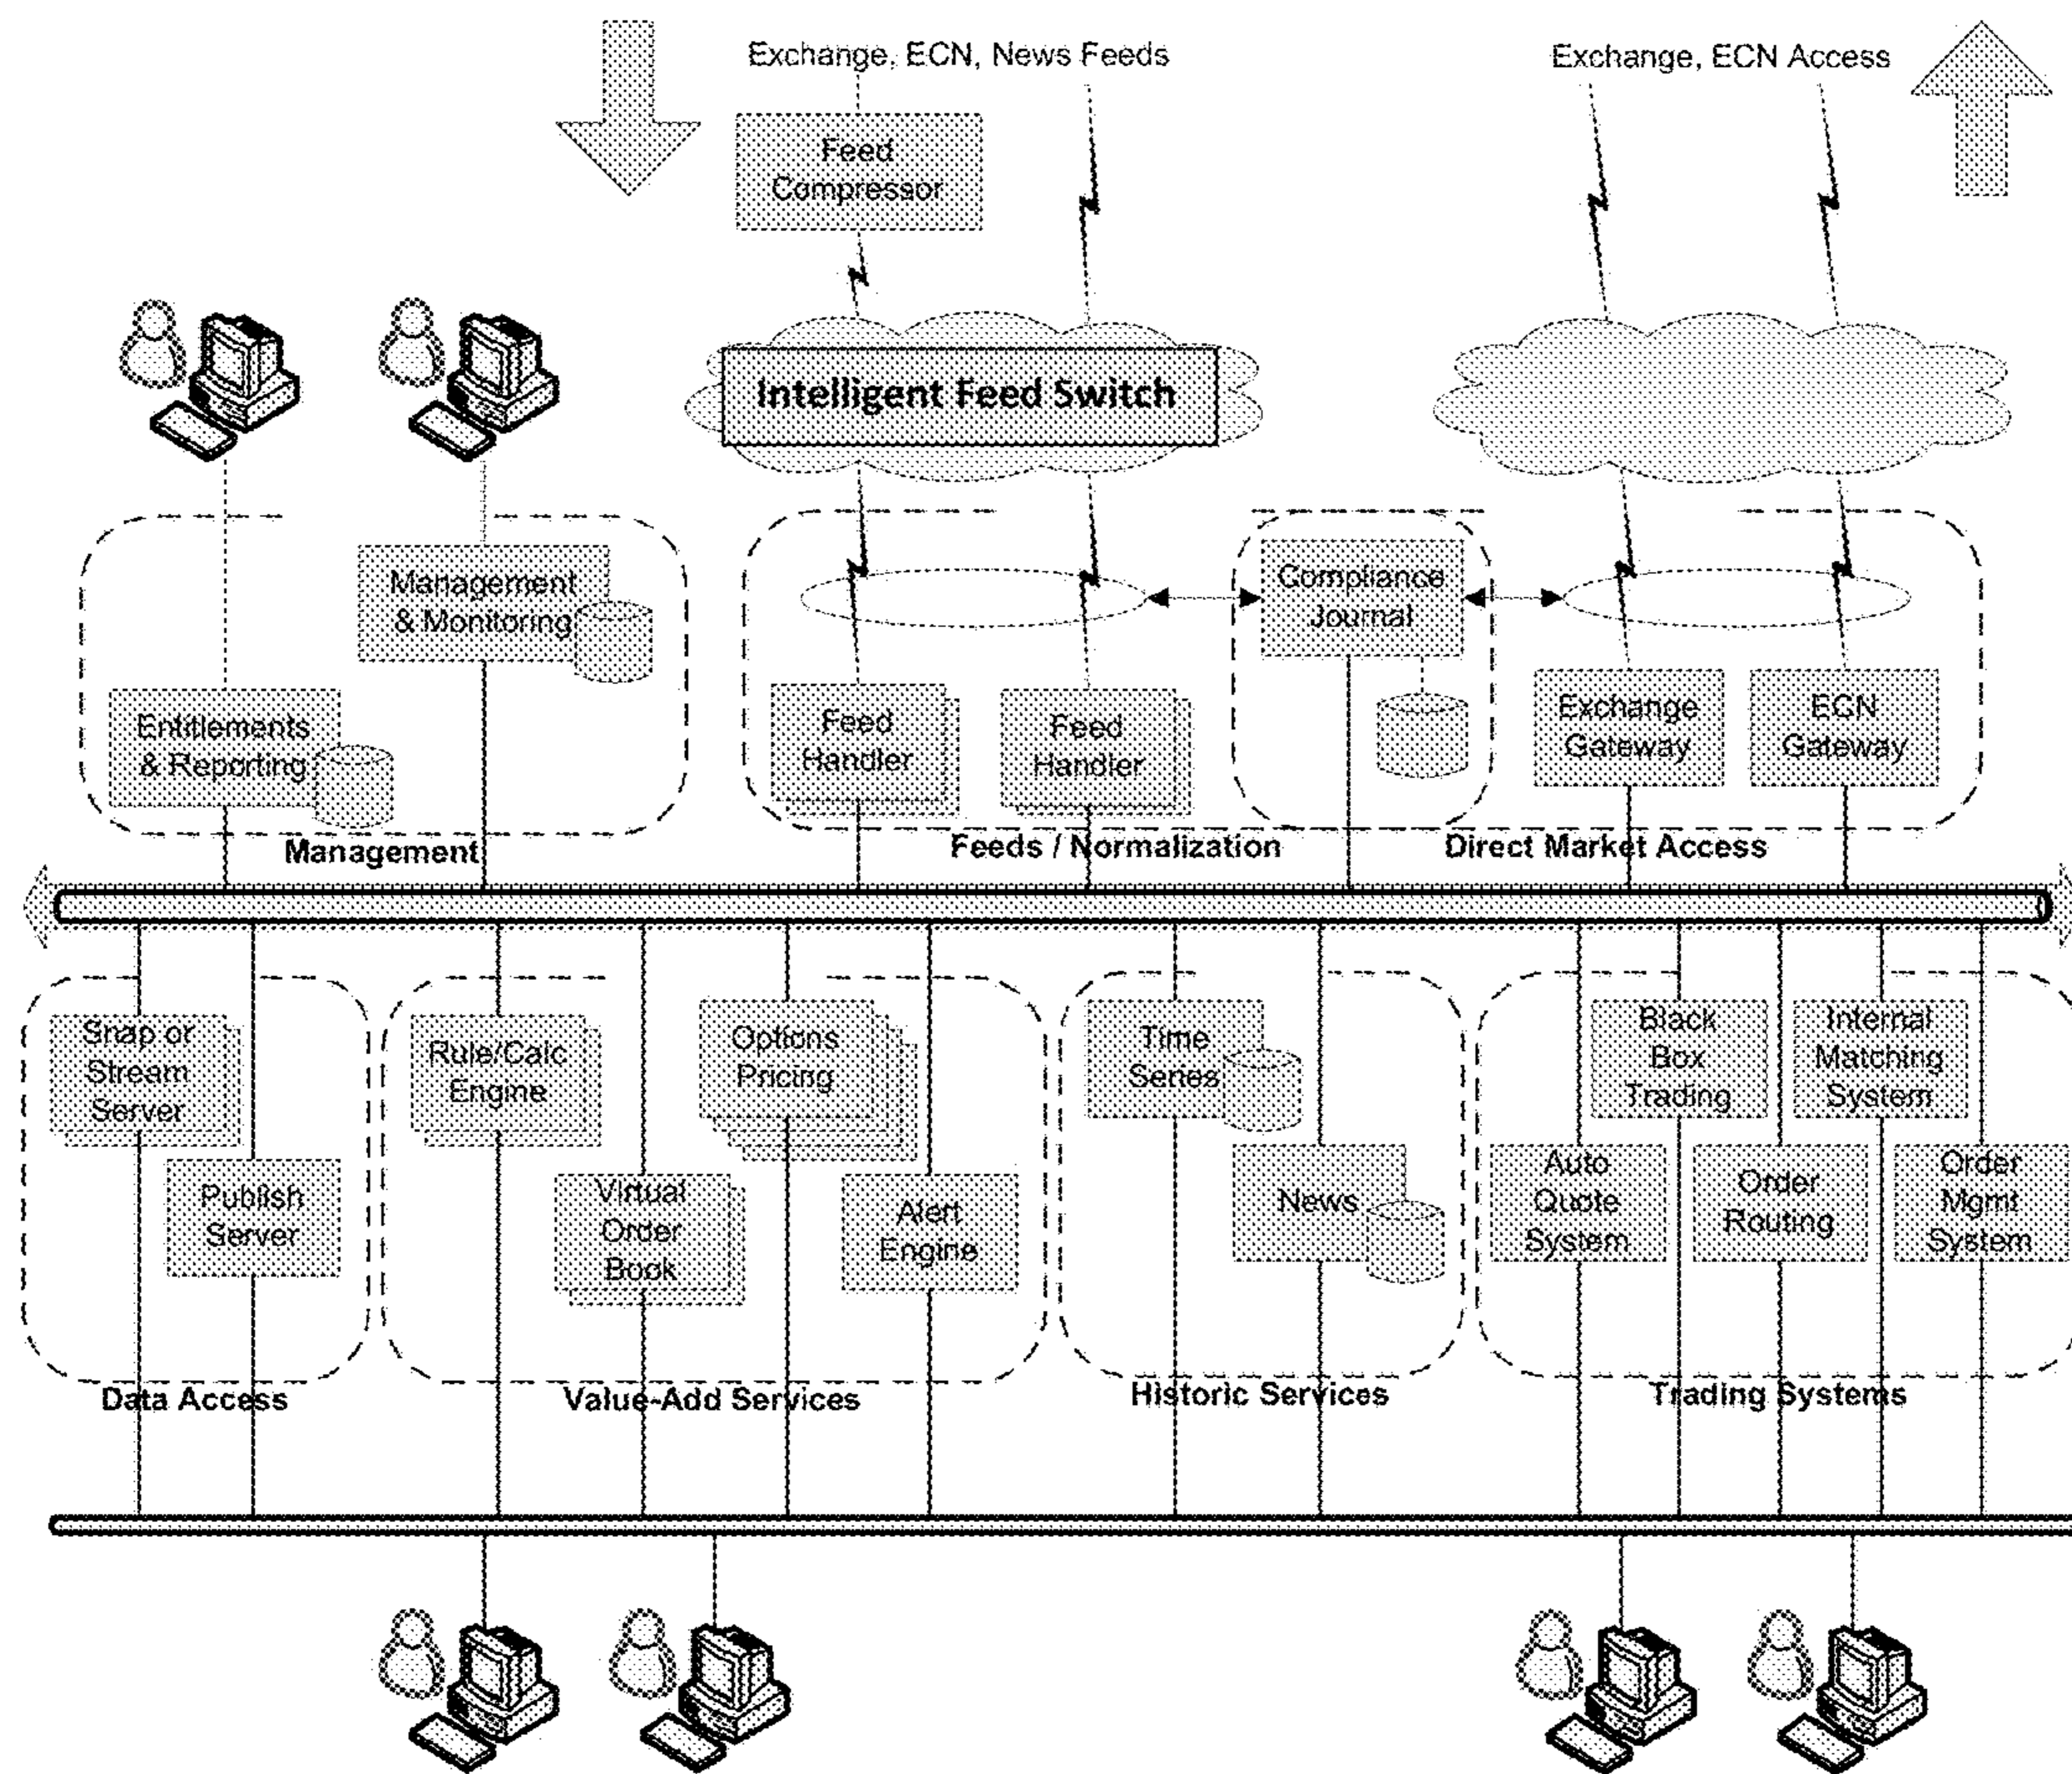 Exchange, ECN, News Feeds
Exchange, ECN Access
Feed
Compressor
Intelligent Feed Switch
Management
& Monitoring
Entitlements
& Reporting
Feed
Handler
Feed
Handler
Compliance
Journal
Exchange
Gateway
ECN
Gateway
Management
Feeds / Normalization
Direct Market Access
Snap or
Stream
Server
Publish
Server
Rule/Calc
Engine
Virtual
Order
Book
Options
Pricing
Alert
Engine
Time
Series
News
Black
Box
Trading
Internal
Matching
System
Auto
Quote
System
Order
Routing
Order
Mgmt
System
Data Access
Value-Add Services
Historic Services
Trading Systems